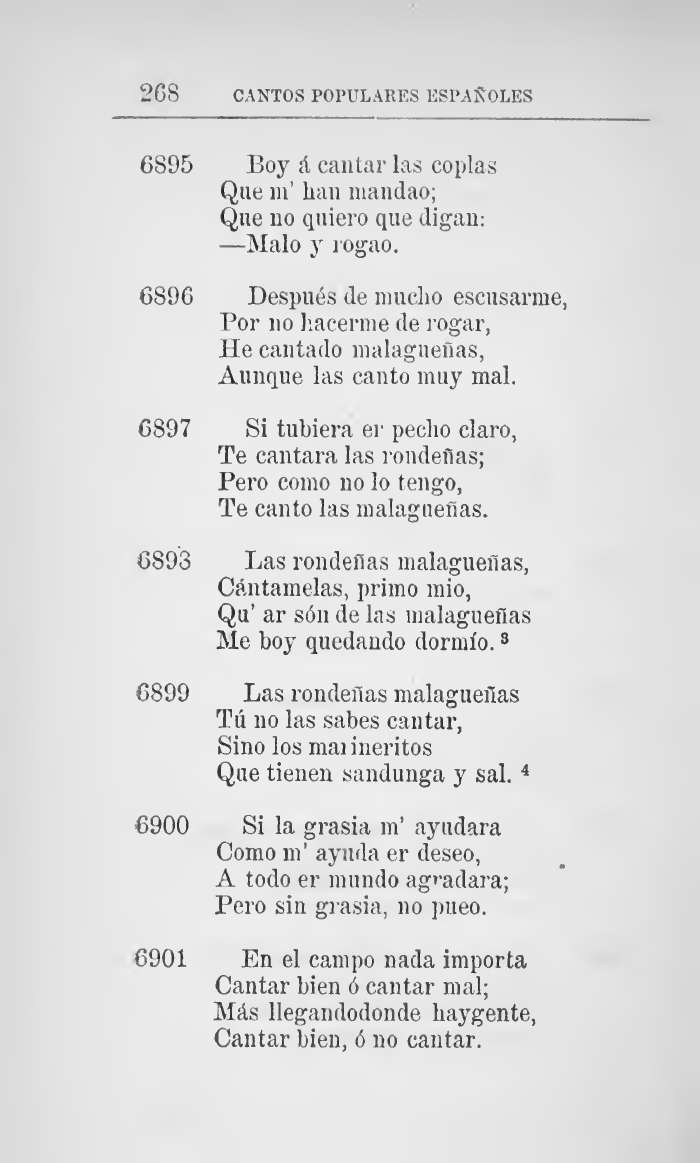 268 CANTOS POPULARES ESPAÑOLES
6895 Boy á cantar las coplas
Que m' han mandao;
Que no quiero que digan:
—Malo y rogao.
6896 Después de mucho escusarme,
Por no hacerme de rogar,
He cantado malagueñas,
Aunque las canto muy mal.
6897 Si tubiera er pecho claro,
Te cantara las rondeñas;
Pero como no lo tengo,
Te canto las malagueñas.
6898 Las rondeñas malagueñas,
Cántamelas, primo mio,
Qu' ar són de las malagueñas
Me boy quedando dormío. ³
6899 Las rondeñas malagueñas
Tú no las sabes cantar,
Sino los marineritos
Que tienen sandunga y sal. ⁴
6900 Si la grasia m' ayudara
Como m' ayuda er deseo,
A todo er mundo agradara;
Pero sin grasia, no pueo.
6901 En el campo nada importa
Cantar bien ó cantar mal;
Más llegandodonde haygente,
Cantar bien, ó no cantar.